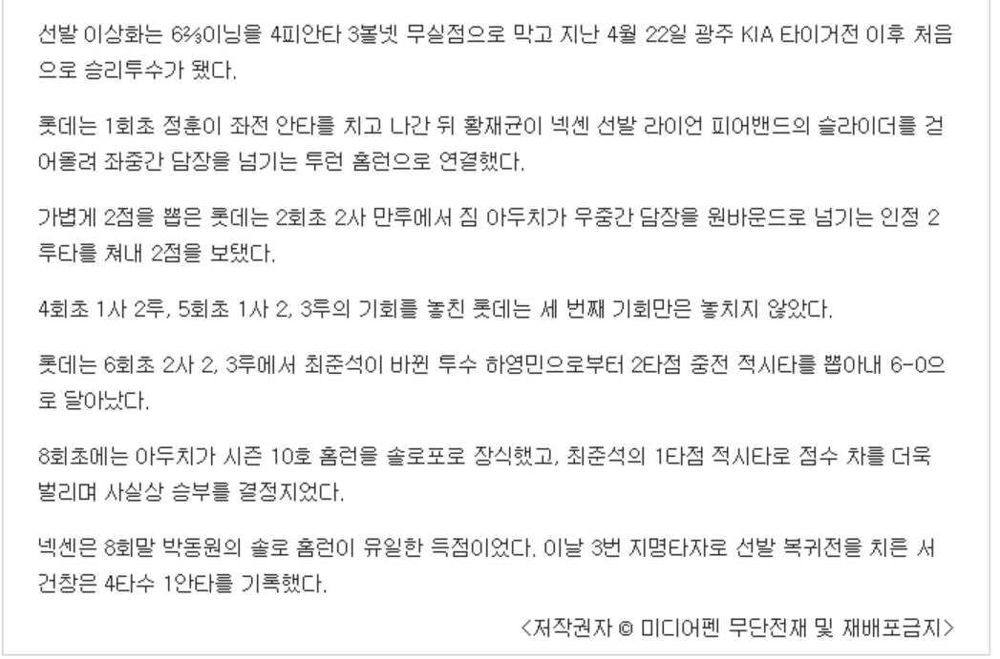 선발 이상화는 6⅔이닝을 4피안타 3볼넷 무실점으로 막고 지난 4월 22일 광주 KIA 타이거전 이후 처음
으로 승리투수가 됐다.
롯데는 1회초 정훈이 좌전 안타를 치고 나간 뒤 황재균이 넥센 선발 라이언 피어밴드의 슬라이더를 걷
어올려 좌중간 담장을 넘기는 투런 홈런으로 연결했다.
가볍게 2점을 뽑은 롯데는 2회초 2사 만루에서 짐 아두치가 우중간 담장을 원바운드로 넘기는 인정 2
루타를 쳐내 2점을 보탰다.
4회초 1사 2루, 5회초 1사 2, 3루의 기회를 놓친 롯데는 세 번째 기회만은 놓치지 않았다.
롯데는 6회초 2사 2, 3루에서 최준석이 바뀐 투수 하영민으로부터 2타점 중전 적시타를 뽑아내 6-0으
로 달아났다.
8회초에는 아두치가 시즌 10호 홈런을 솔로포로 장식했고, 최준석의 1타점 적시타로 점수 차를 더욱
벌리며 사실상 승부를 결정지었다.
넥센은 8회말 박동원의 솔로 홈런이 유일한 득점이었다. 이날 3번 지명타자로 선발 복귀전을 치른 서
건창은 4타수 1안타를 기록했다.
<저작권자 © 미디어펜 무단전재 및 재배포금지>